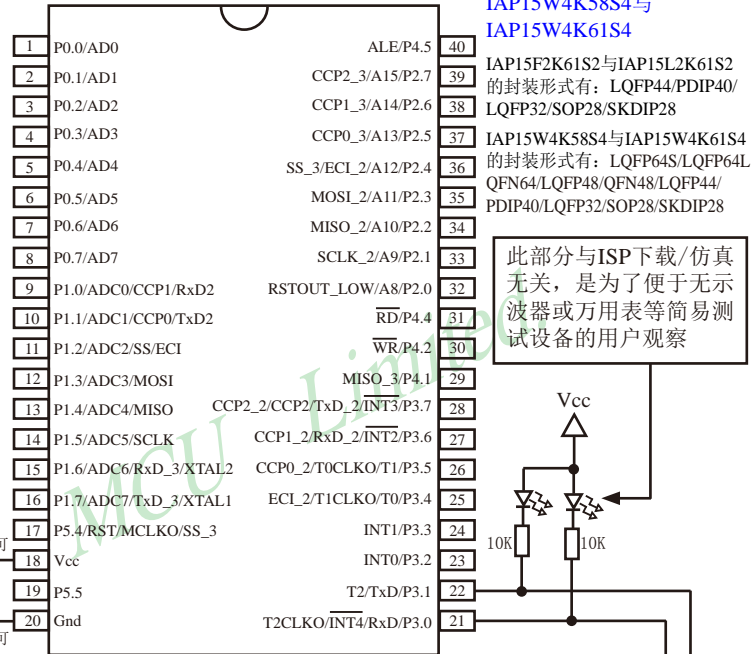 IAP15W4K58S4与
IAP15W4K61S4
IAP15F2K61S2与IAP15L2K61S2
的封装形式有：LQFP44/PDIP40/
LQFP32/SOP28/SKDIP28
IAP15W4K58S4与IAP15W4K61S4
的封装形式有：LQFP64S/LQFP64L
QFN64/LQFP48/QFN48/LQFP44/
PDIP40/LQFP32/SOP28/SKDIP28
此部分与ISP下载/仿真
无关，是为了便于无示
波器或万用表等简易测
试设备的用户观察
Vcc
10K
10K
1 P0.0/AD0 ALE/P4.5 40
2 P0.1/AD1 CCP2_3/A15/P2.7 39
3 P0.2/AD2 CCP1_3/A14/P2.6 38
4 P0.3/AD3 CCP0_3/A13/P2.5 37
5 P0.4/AD4 SS_3/ECI_2/A12/P2.4 36
6 P0.5/AD5 MOSI_2/A11/P2.3 35
7 P0.6/AD6 MISO_2/A10/P2.2 34
8 P0.7/AD7 SCLK_2/A9/P2.1 33
9 P1.0/ADC0/CCP1/RxD2 RSTOUT_LOW/A8/P2.0 32
10 P1.1/ADC1/CCP0/TxD2 RD/P4.4 31
11 P1.2/ADC2/SS/ECI WR/P4.2 30
12 P1.3/ADC3/MOSI MISO_3/P4.1 29
13 P1.4/ADC4/MISO CCP2_2/CCP2/TxD_2/INT3/P3.7 28
14 P1.5/ADC5/SCLK CCP1_2/RxD_2/INT2/P3.6 27
15 P1.6/ADC6/RxD_3/XTAL2 CCP0_2/T0CLKO/T1/P3.5 26
16 P1.7/ADC7/TxD_3/XTAL1 ECI_2/T1CLKO/T0/P3.4 25
17 P5.4/RST/MCLKO/SS_3 INT1/P3.3 24
可
18 Vcc INT0/P3.2 23
19 P5.5 T2/TxD/P3.1 22
20 Gnd T2CLKO/INT4/RxD/P3.0 21
可
MCU Limited.